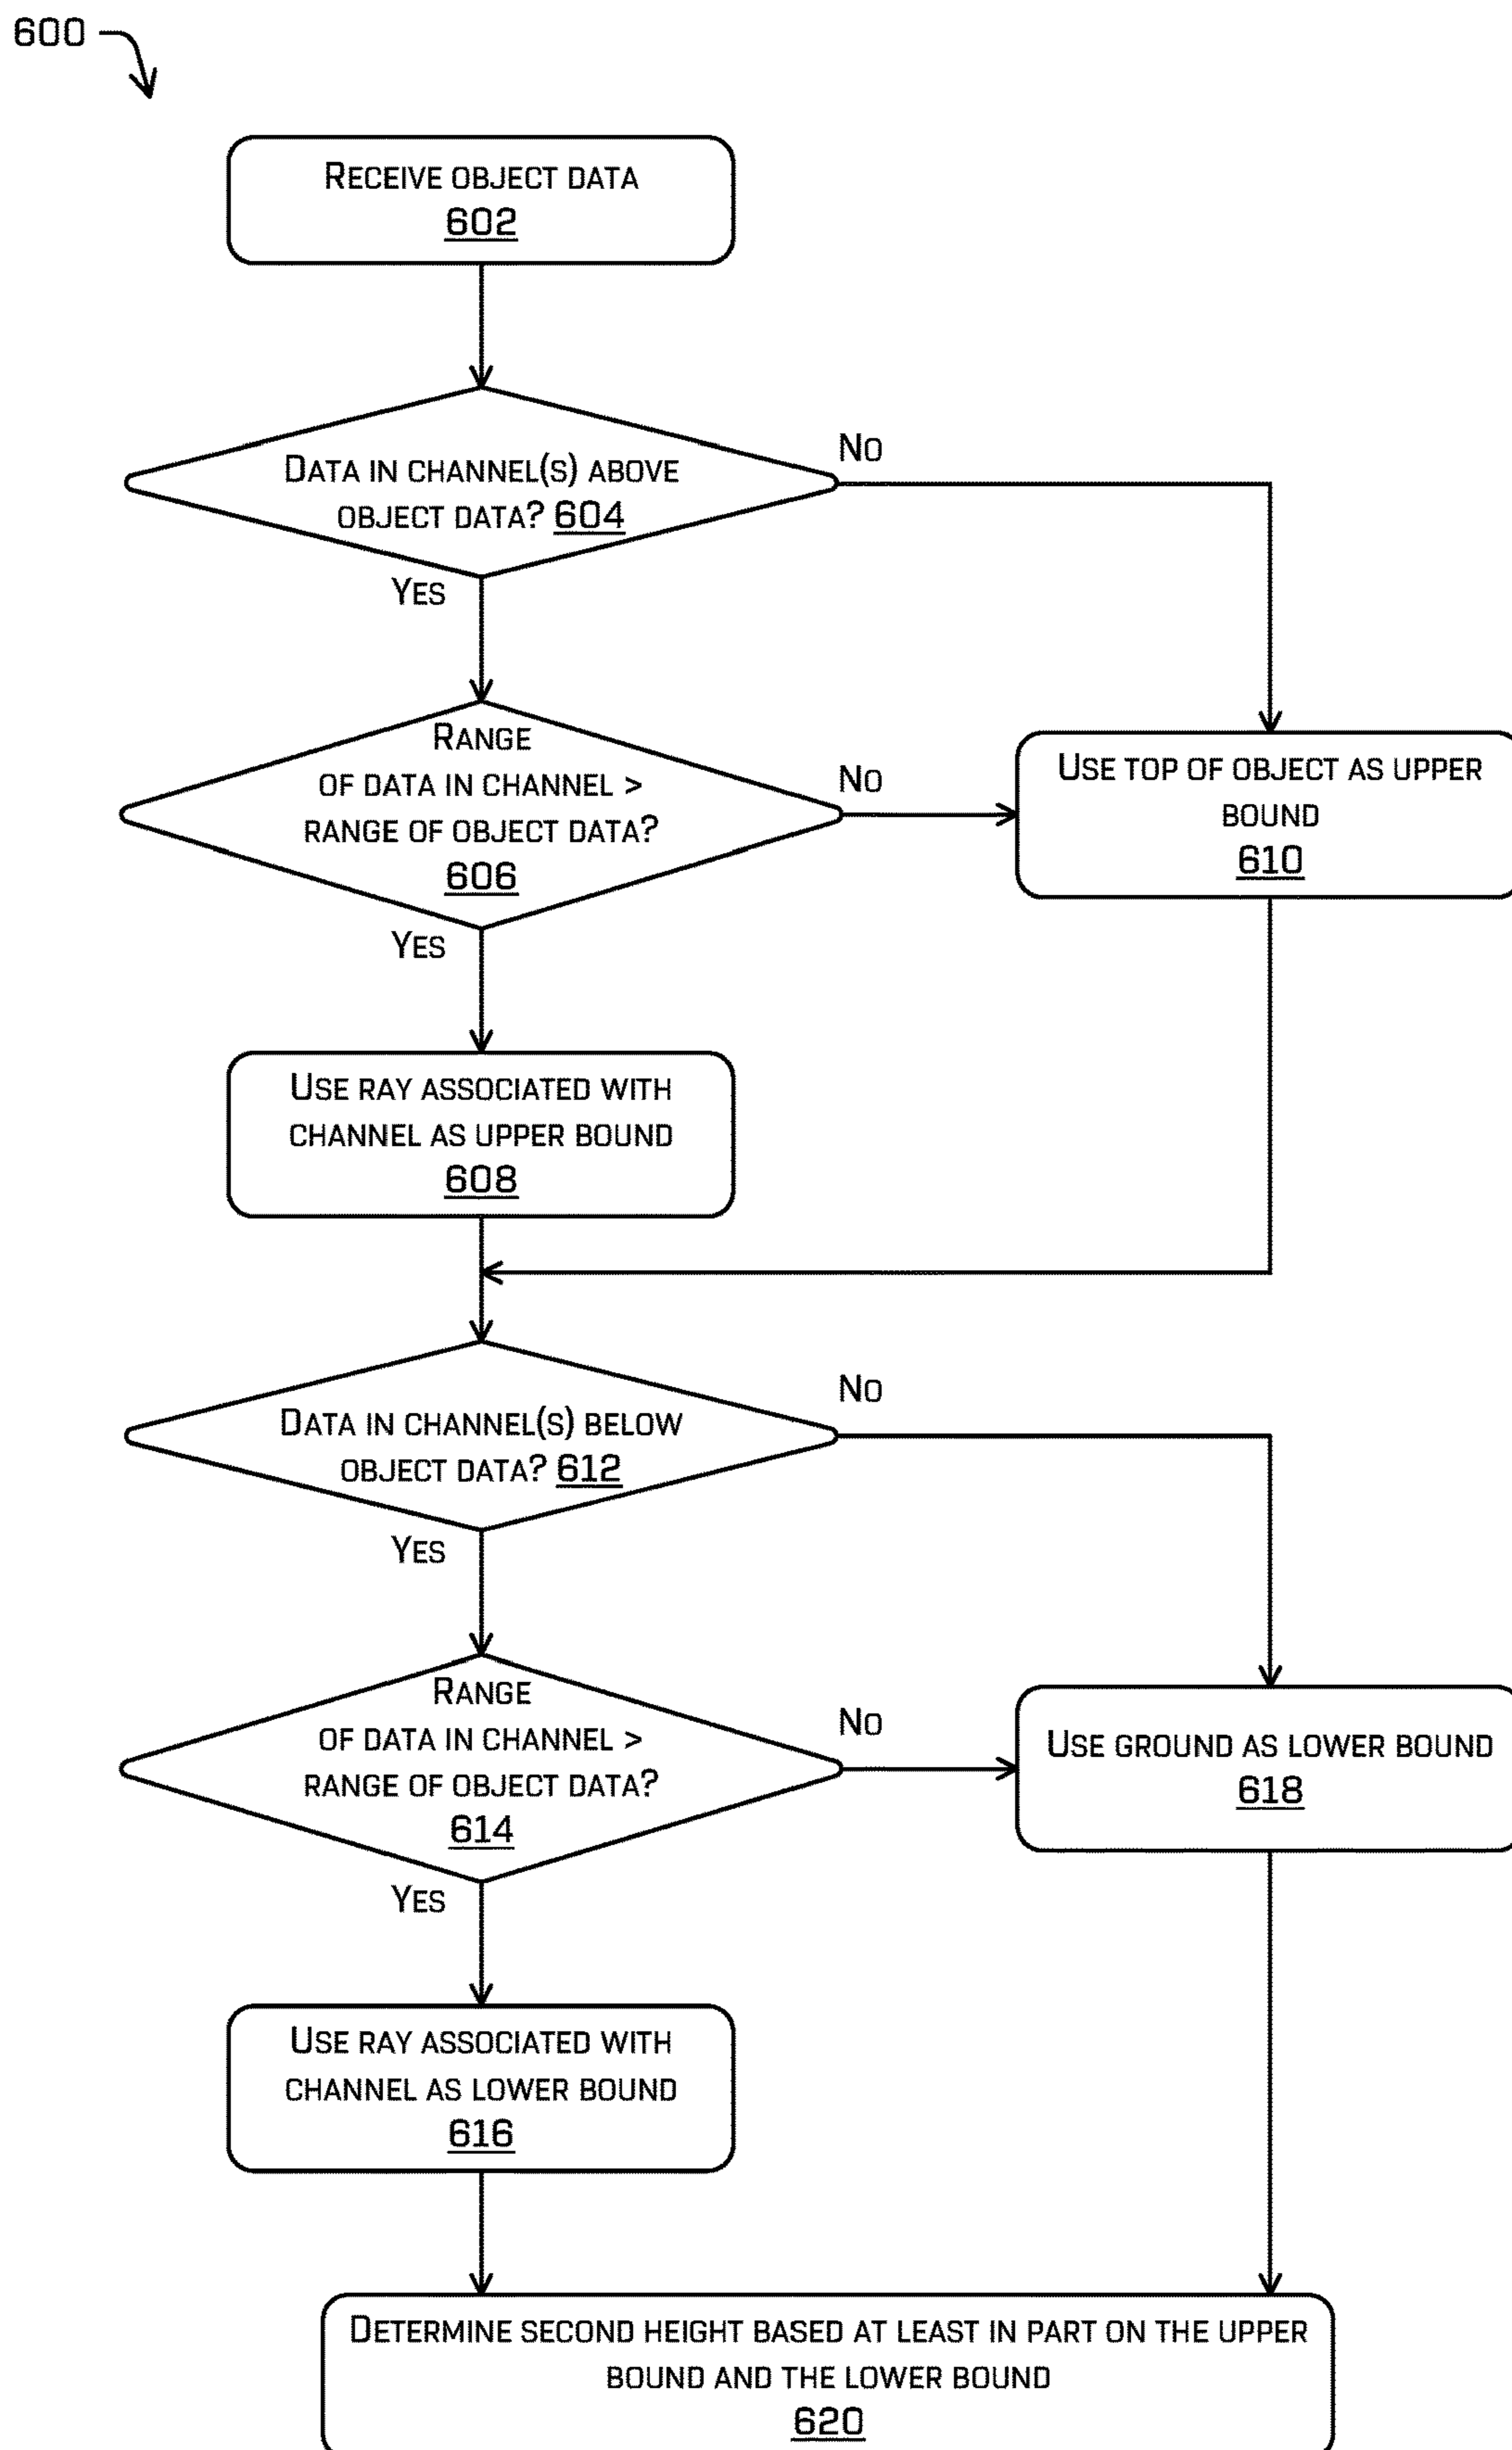 600
RECEIVE OBJECT DATA
602
DATA IN CHANNEL(S) ABOVE
OBJECT DATA? 604
NO
YES
RANGE
OF DATA IN CHANNEL >
RANGE OF OBJECT DATA?
606
NO
YES
USE TOP OF OBJECT AS UPPER
BOUND
610
USE RAY ASSOCIATED WITH
CHANNEL AS UPPER BOUND
608
DATA IN CHANNEL(S) BELOW
OBJECT DATA? 612
NO
YES
RANGE
OF DATA IN CHANNEL >
RANGE OF OBJECT DATA?
614
NO
YES
USE GROUND AS LOWER BOUND
618
USE RAY ASSOCIATED WITH
CHANNEL AS LOWER BOUND
616
DETERMINE SECOND HEIGHT BASED AT LEAST IN PART ON THE UPPER
BOUND AND THE LOWER BOUND
620